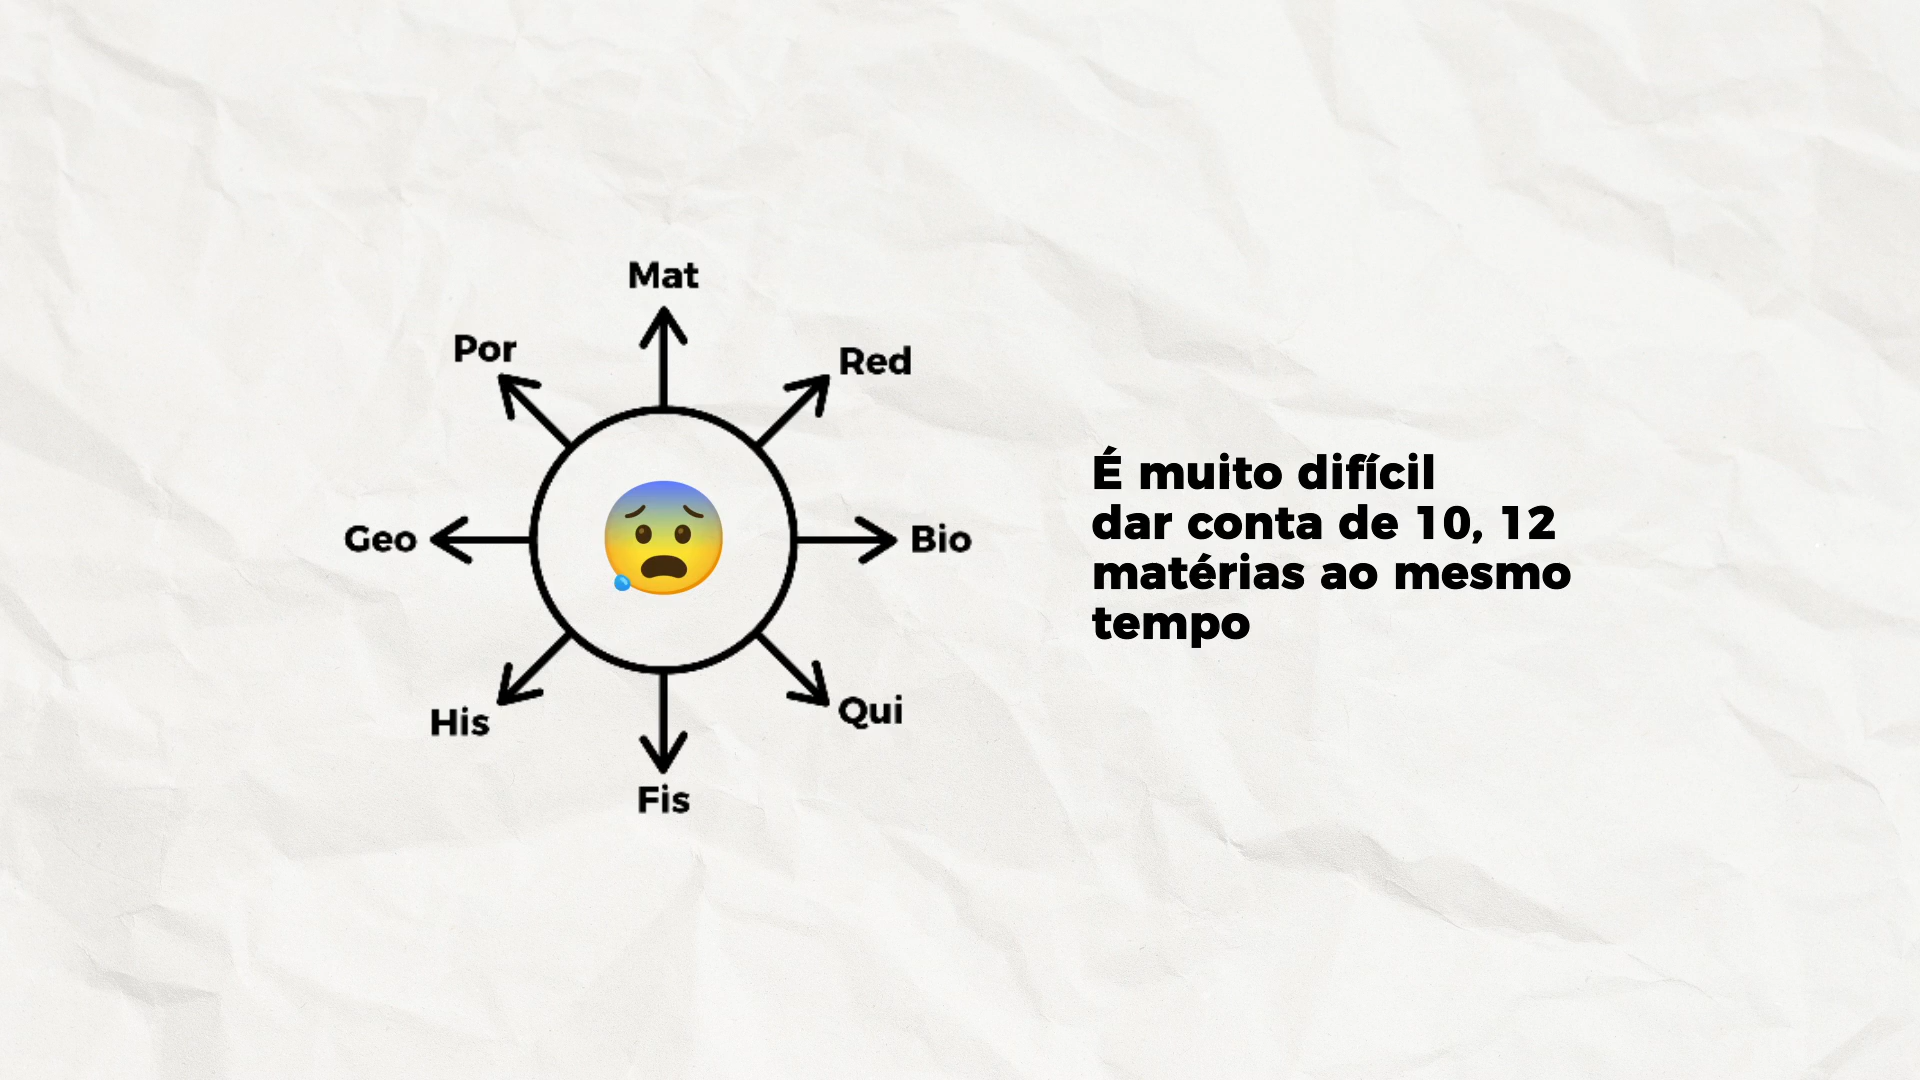 Mat
Por
Red
Geo
Bio
His
Qui
Fis
É muito difícil
dar conta de 10, 12
matérias ao mesmo
tempo